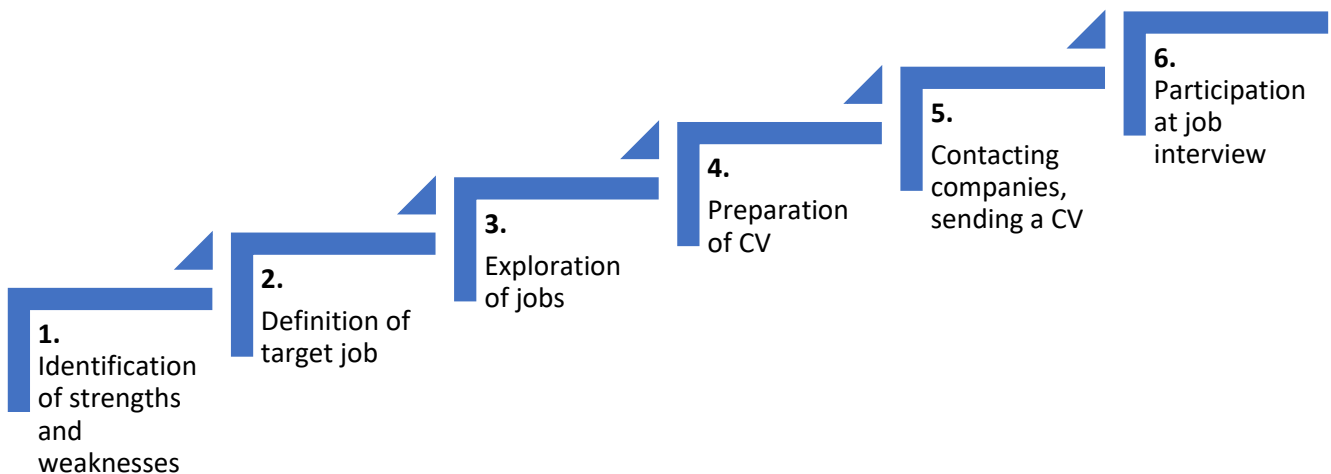 1.
Identification
of strengths
and
weaknesses
2.
Definition of
target job
3.
Exploration
of jobs
4.
Preparation
of CV
5.
Contacting
companies,
sending a CV
6.
Participation
at job
interview